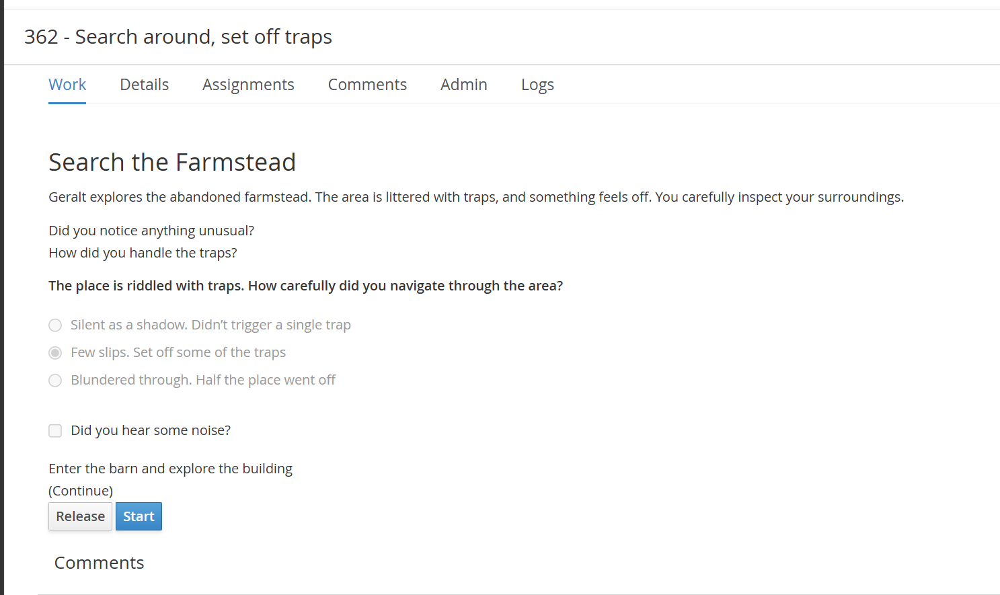 362 - Search around, set off traps
Work Details Assignments Comments Admin Logs
Search the Farmstead
Geralt explores the abandoned farmstead. The area is littered with traps, and something feels off. You carefully inspect your surroundings.
Did you notice anything unusual?
How did you handle the traps?
The place is riddled with traps. How carefully did you navigate through the area?
Silent as a shadow. Didn’t trigger a single trap
Few slips. Set off some of the traps
Blundered through. Half the place went off
Did you hear some noise?
Enter the barn and explore the building
(Continue)
Release Start
Comments